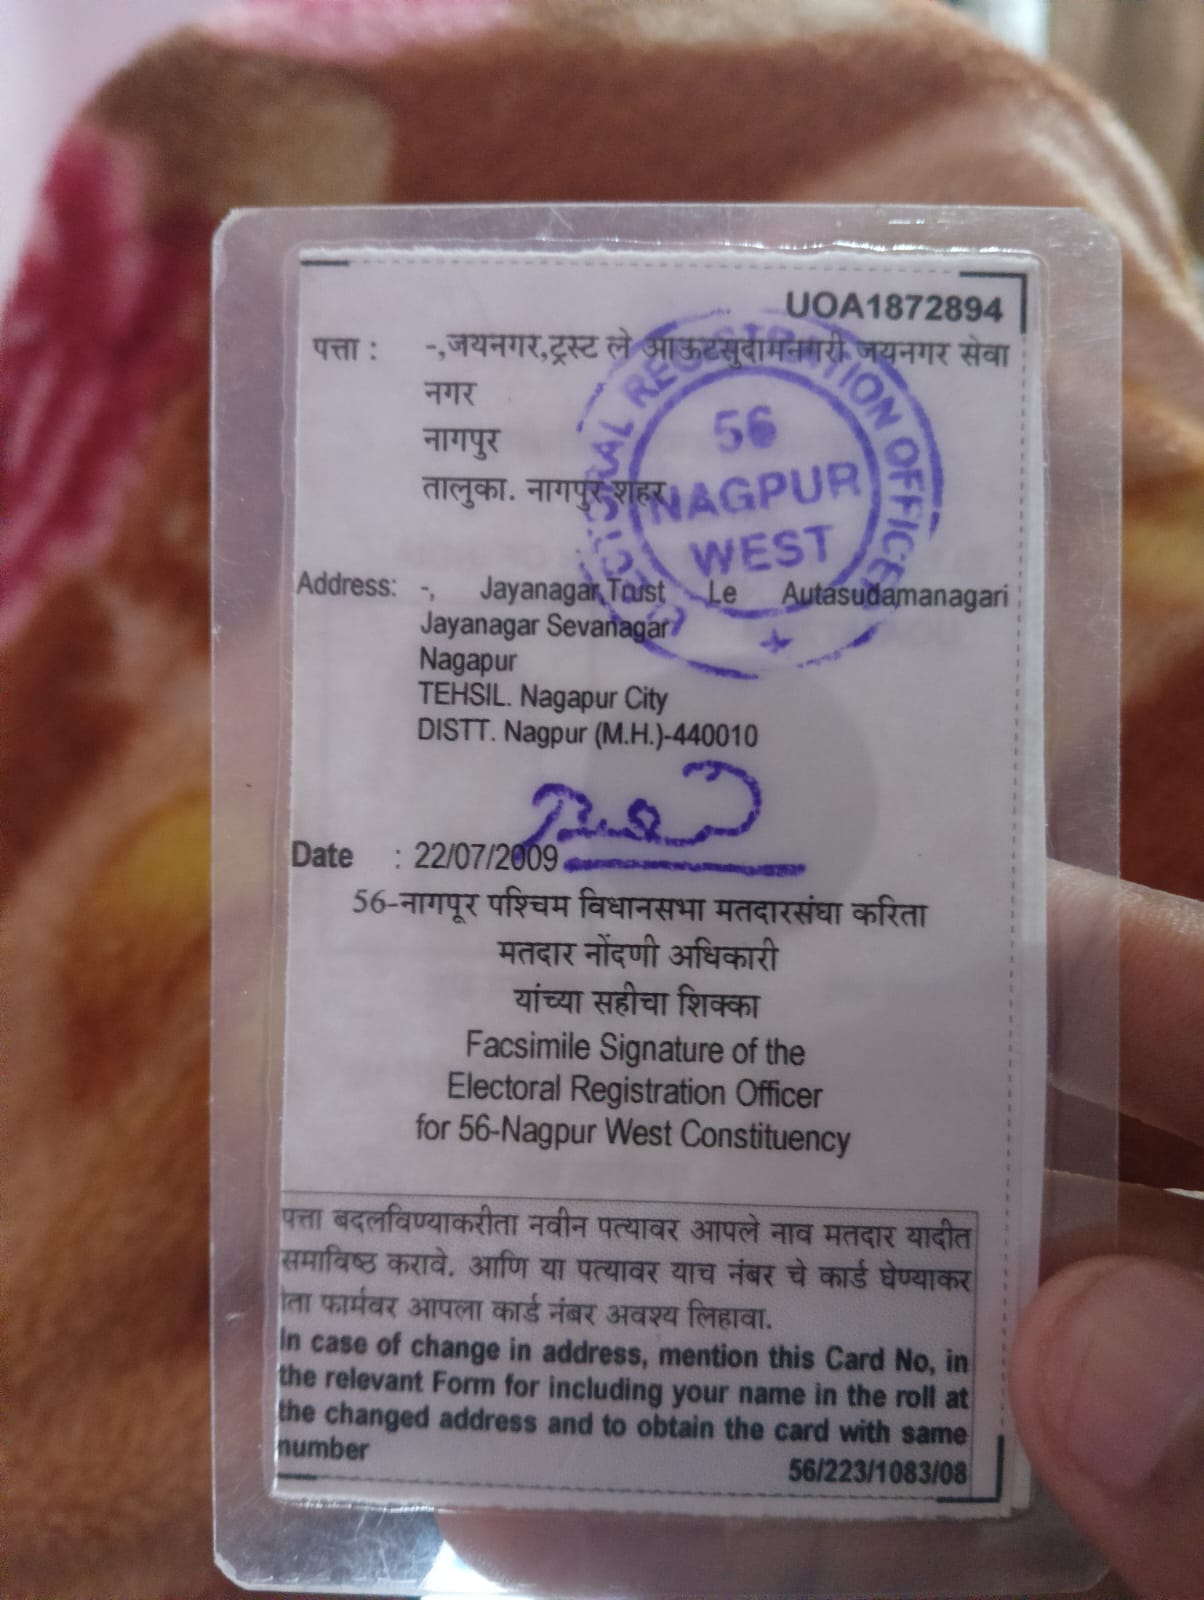 UOA1872894
पत्ता : -,जयनगर,ट्रस्ट ले आऊटसुदामनगरी जयनगर सेवा
नगर
नागपुर
तालुका. नागपुर शहर
ELECTORAL REGISTRATION OFFICER
56
NAGPUR
WEST
Address: -, Jayanagar,Trust Le Autasudamanagari
Jayanagar Sevanagar
Nagapur
TEHSIL. Nagapur City
DISTT. Nagpur (M.H.)-440010
Date : 22/07/2009
56-नागपूर पश्चिम विधानसभा मतदारसंघा करिता
मतदार नोंदणी अधिकारी
यांच्या सहीचा शिक्का
Facsimile Signature of the
Electoral Registration Officer
for 56-Nagpur West Constituency
पत्ता बदलविण्याकरीता नवीन पत्यावर आपले नाव मतदार यादीत
समाविष्ठ करावे. आणि या पत्यावर याच नंबर चे कार्ड घेण्याकर
ता फार्मवर आपला कार्ड नंबर अवश्य लिहावा.
In case of change in address, mention this Card No, in
the relevant Form for including your name in the roll at
the changed address and to obtain the card with same
number
56/223/1083/08